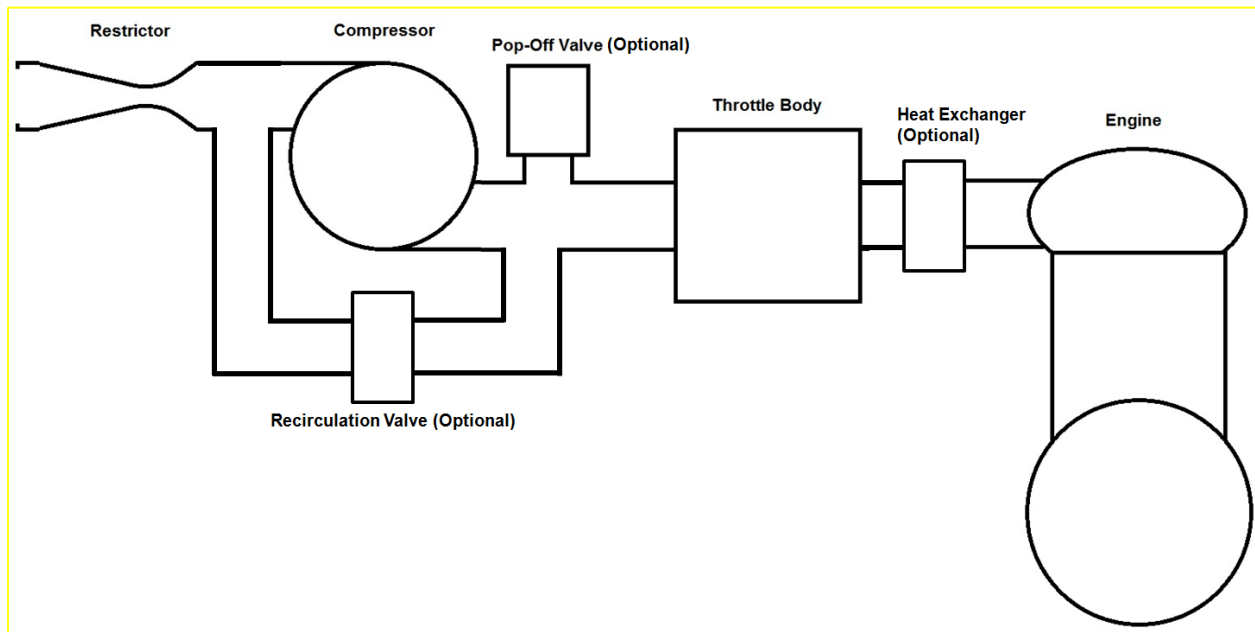 Restrictor
Compressor
Pop-Off Valve (Optional)
Throttle Body
Heat Exchanger
(Optional)
Engine
Recirculation Valve (Optional)